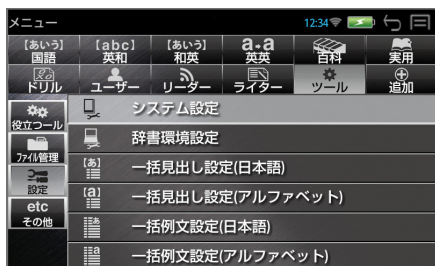 メニュー 12:34
【あいう】 【abc】 【あいう】 a→a 百科 実用
国語 英和 和英 英英
ドリル ユーザー リーダー ライター ツール 追加
役立つツール
ファイル管理
設定
etc
その他
システム設定
辞書環境設定
【あ】 一括見出し設定(日本語)
【a】 一括見出し設定(アルファベット)
あ 一括例文設定(日本語)
a 一括例文設定(アルファベット)